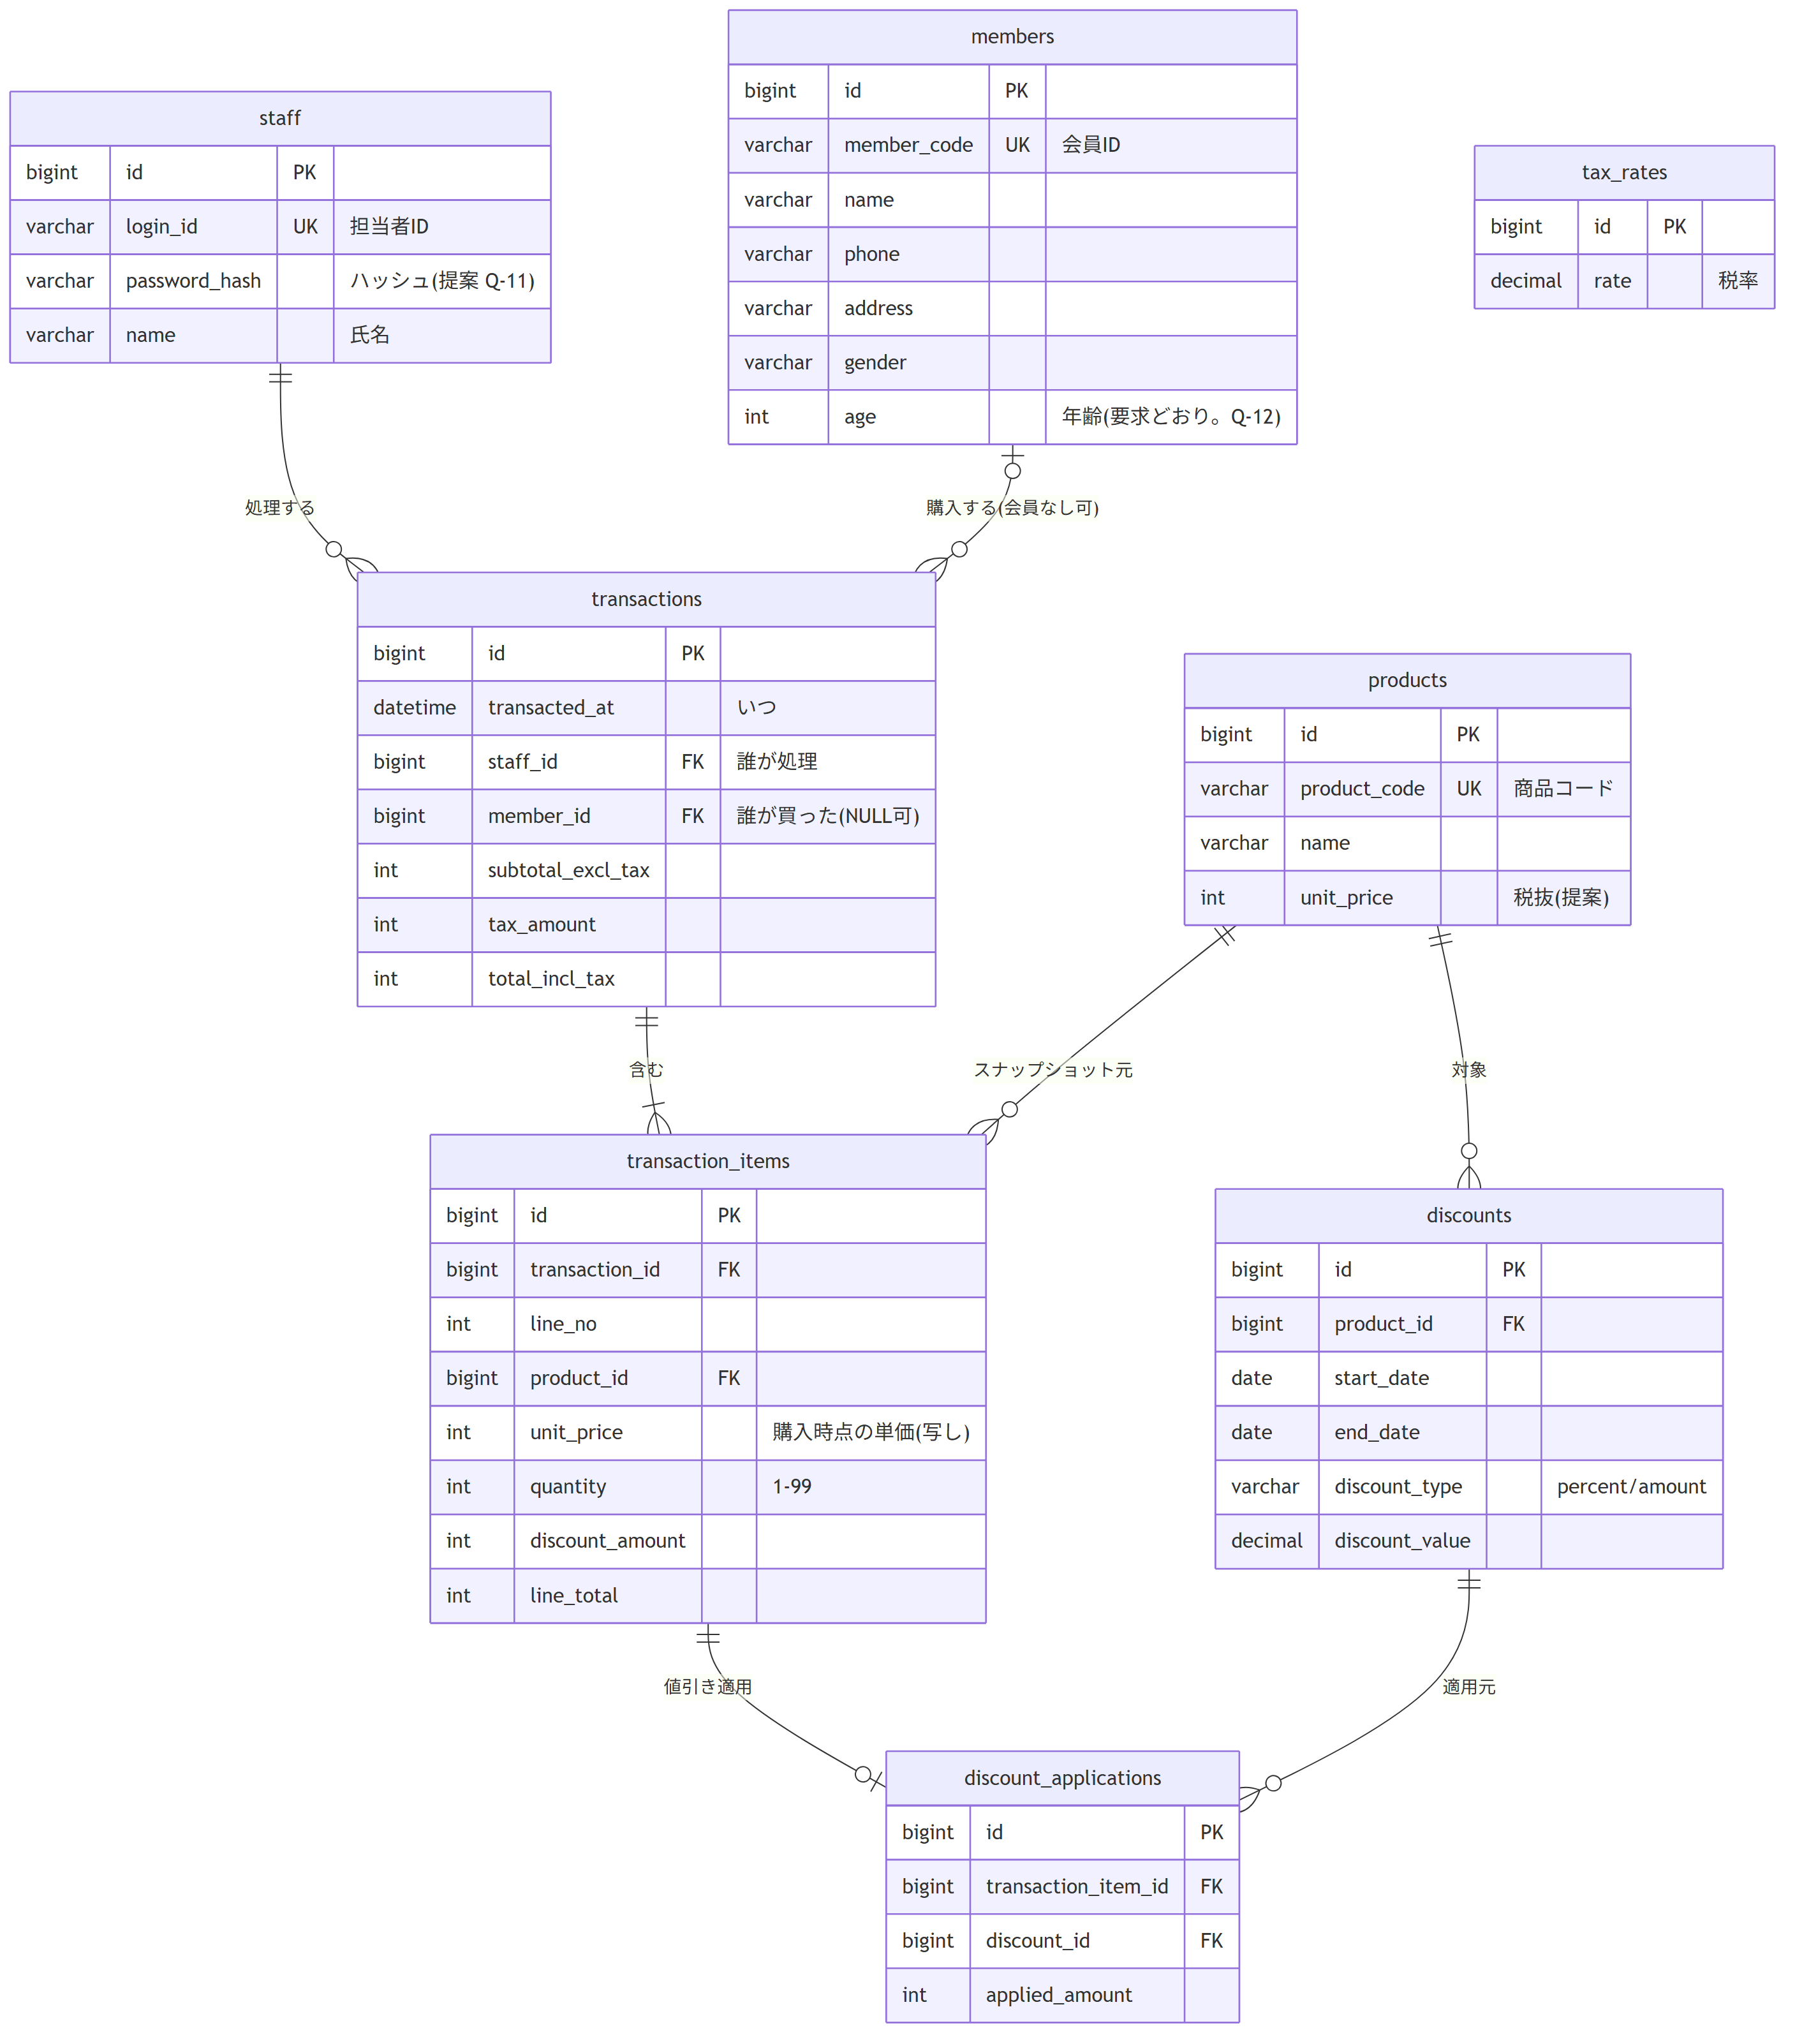 members
bigint id PK
varchar member_code UK 会員ID
varchar name
varchar phone
varchar address
varchar gender
int age 年齢(要求どおり。Q-12)
staff
bigint id PK
varchar login_id UK 担当者ID
varchar password_hash ハッシュ(提案 Q-11)
varchar name 氏名
tax_rates
bigint id PK
decimal rate 税率
処理する
購入する(会員なし可)
transactions
bigint id PK
datetime transacted_at いつ
bigint staff_id FK 誰が処理
bigint member_id FK 誰が買った(NULL可)
int subtotal_excl_tax
int tax_amount
int total_incl_tax
products
bigint id PK
varchar product_code UK 商品コード
varchar name
int unit_price 税抜(提案)
含む
スナップショット元
対象
transaction_items
bigint id PK
bigint transaction_id FK
int line_no
bigint product_id FK
int unit_price 購入時点の単価(写し)
int quantity 1-99
int discount_amount
int line_total
discounts
bigint id PK
bigint product_id FK
date start_date
date end_date
varchar discount_type percent/amount
decimal discount_value
値引き適用
適用元
discount_applications
bigint id PK
bigint transaction_item_id FK
bigint discount_id FK
int applied_amount